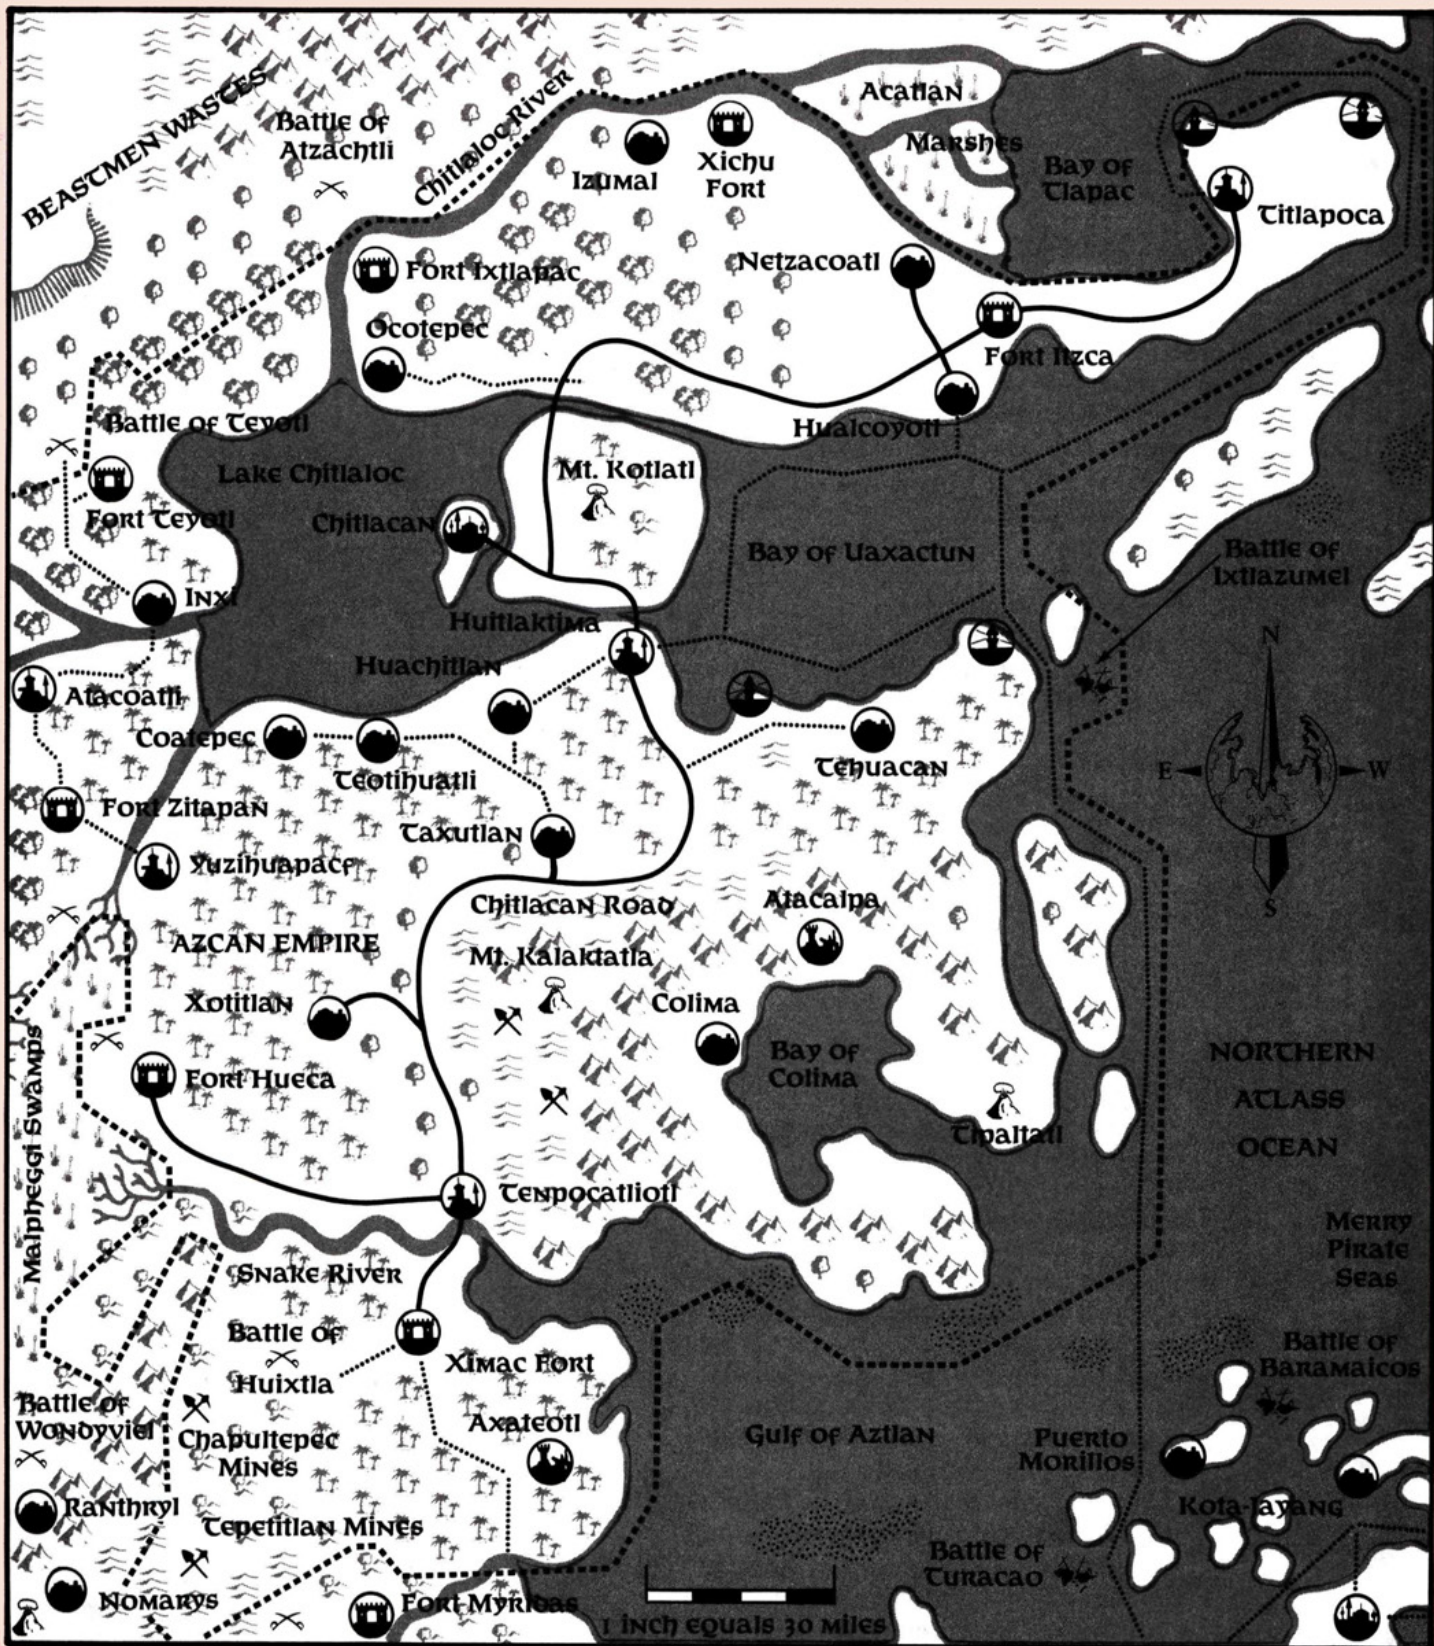 BEASTMEN WASTES
Battle of
Atzachtli
Chitlaloc River
Izumal
Xichu
Fort
Acatlan
Marshes
Bay of
Tlapac
Titlapoca
Fort Ixtlapac
Netzacoatl
Ocotepec
Fort Itzca
Battle of Teyotl
Hualcoyotl
Lake Chitlaloc
Mt. Kotlatl
Fort Teyotl
Chitlacan
Bay of Uaxactun
Battle of
Ixtlazumel
Inxi
Huitlaktima
Huachitlan
N
Atacoatli
Coatepec
Teotihuatli
Tehuacan
E
W
Fort Zitapan
Taxutlan
Yuzihuapace
S
Chitlacan Road
Atacalpa
AZCAN EMPIRE
Mt. Kalaktatla
Xotitlan
Colima
Bay of
Colima
NORTHERN
ATLASS
OCEAN
Fort Hueca
Malpheggi Swamps
Tipaltatl
Tenpocatliotl
Merry
Pirate
Seas
Snake River
Battle of
Huixtla
Ximac Fort
Battle of
Baramaicos
Battle of
Wondyviel
Chapultepec
Mines
Axateotl
Gulf of Aztlan
Puerto
Morillos
Ranthryl
Tepetitlan Mines
Kota-Jayang
Battle of
Turacao
Nomarys
Fort Myridas
1 inch equals 30 miles